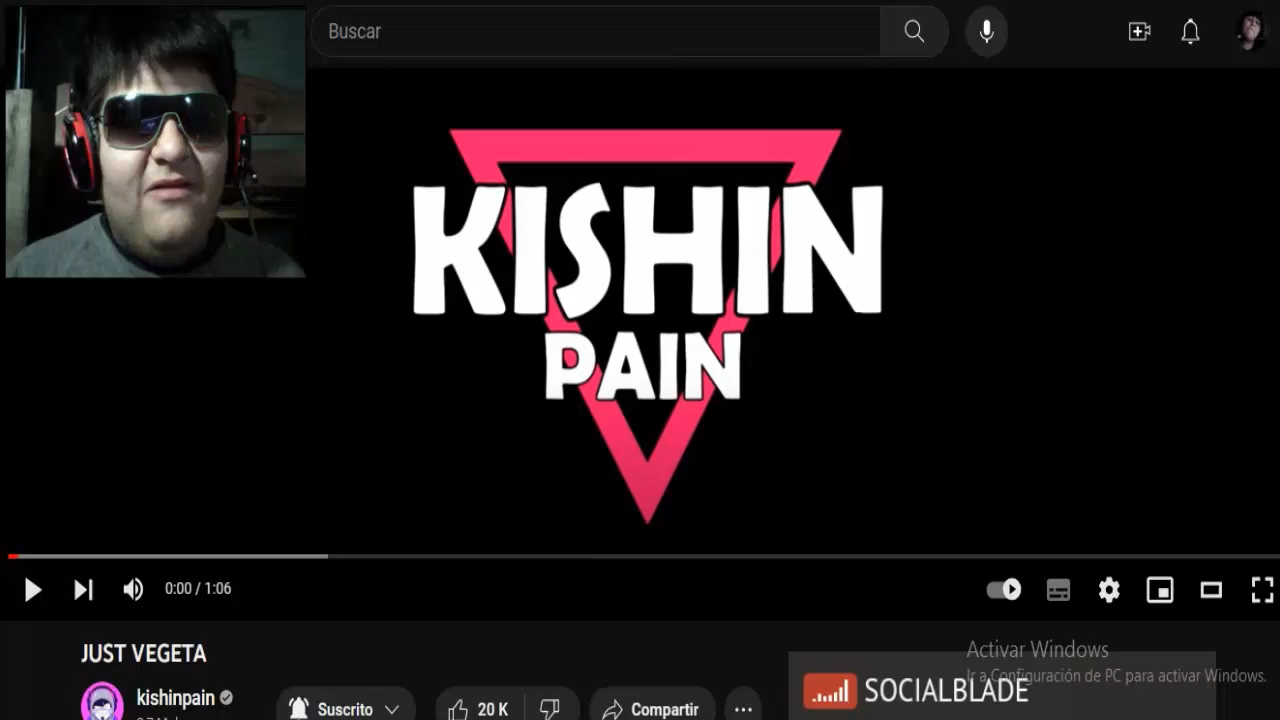 Buscar
KISHIN
PAIN
0:00 / 1:06
JUST VEGETA
Activar Windows
Ir a Configuración de PC para activar Windows.
SOCIALBLADE
kishinpain
Suscrito
20 K
Compartir